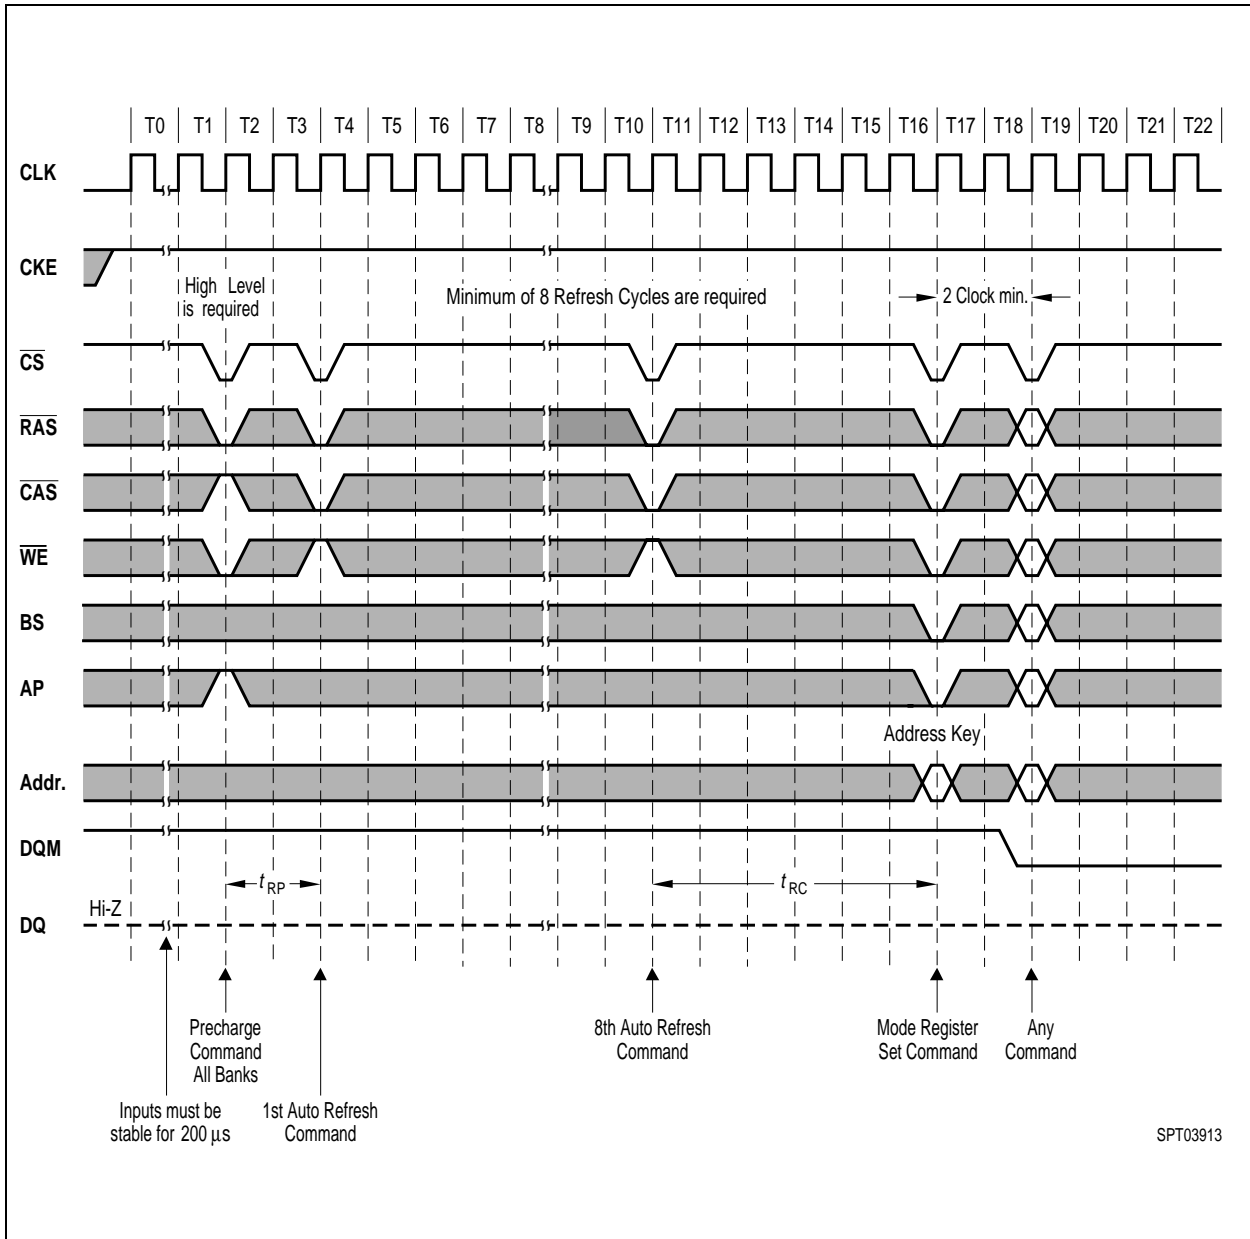 T0 T1 T2 T3 T4 T5 T6 T7 T8 T9 T10 T11 T12 T13 T14 T15 T16 T17 T18 T19 T20 T21 T22
CLK
CKE
High Level
is required
Minimum of 8 Refresh Cycles are required
2 Clock min.
CS
RAS
CAS
WE
BS
AP
Address Key
Addr.
DQM
tRP
tRC
Hi-Z
DQ
Precharge
Command
All Banks
8th Auto Refresh
Command
Mode Register
Set Command
Any
Command
Inputs must be
stable for 200 µs
1st Auto Refresh
Command
SPT03913